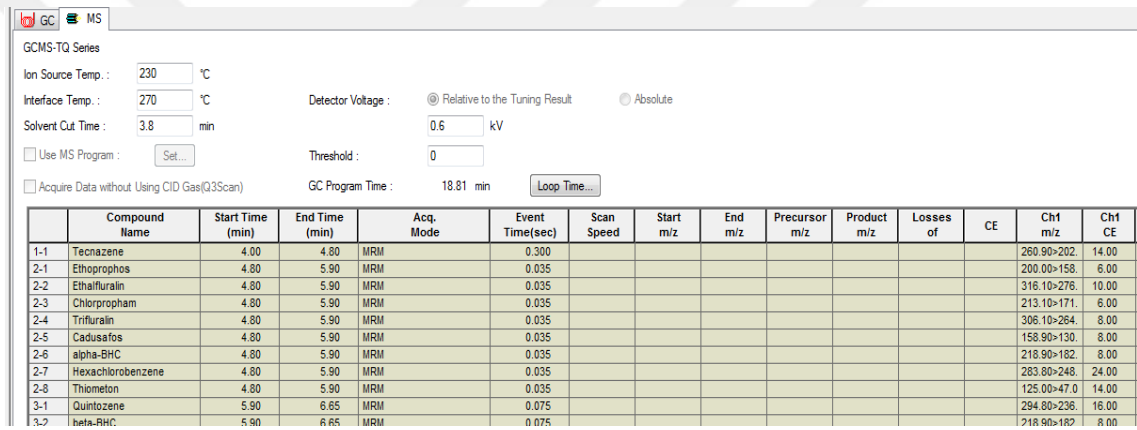 GC MS
GCMS-TQ Series
Ion Source Temp. : 230 °C
Interface Temp. : 270 °C Detector Voltage : Relative to the Tuning Result Absolute
Solvent Cut Time : 3.8 min 0.6 kV
Use MS Program : Set... Threshold : 0
Acquire Data without Using CID Gas(Q3Scan) GC Program Time : 18.81 min Loop Time...
Compound Name Start Time (min) End Time (min) Acq. Mode Event Time(sec) Scan Speed Start m/z End m/z Precursor m/z Product m/z Losses of CE Ch1 m/z Ch1 CE
1-1 Tecnazene 4.00 4.80 MRM 0.300 260.90>202. 14.00
2-1 Ethoprophos 4.80 5.90 MRM 0.035 200.00>158. 6.00
2-2 Ethalfluralin 4.80 5.90 MRM 0.035 316.10>276. 10.00
2-3 Chlorpropham 4.80 5.90 MRM 0.035 213.10>171. 6.00
2-4 Trifluralin 4.80 5.90 MRM 0.035 306.10>264. 8.00
2-5 Cadusafos 4.80 5.90 MRM 0.035 158.90>130. 8.00
2-6 alpha-BHC 4.80 5.90 MRM 0.035 218.90>182. 8.00
2-7 Hexachlorobenzene 4.80 5.90 MRM 0.035 283.80>248. 24.00
2-8 Thiometon 4.80 5.90 MRM 0.035 125.00>47.0 14.00
3-1 Quintozene 5.90 6.65 MRM 0.075 294.80>236. 16.00
3-2 beta-BHC 5.90 6.65 MRM 0.075 218.90>182. 8.00